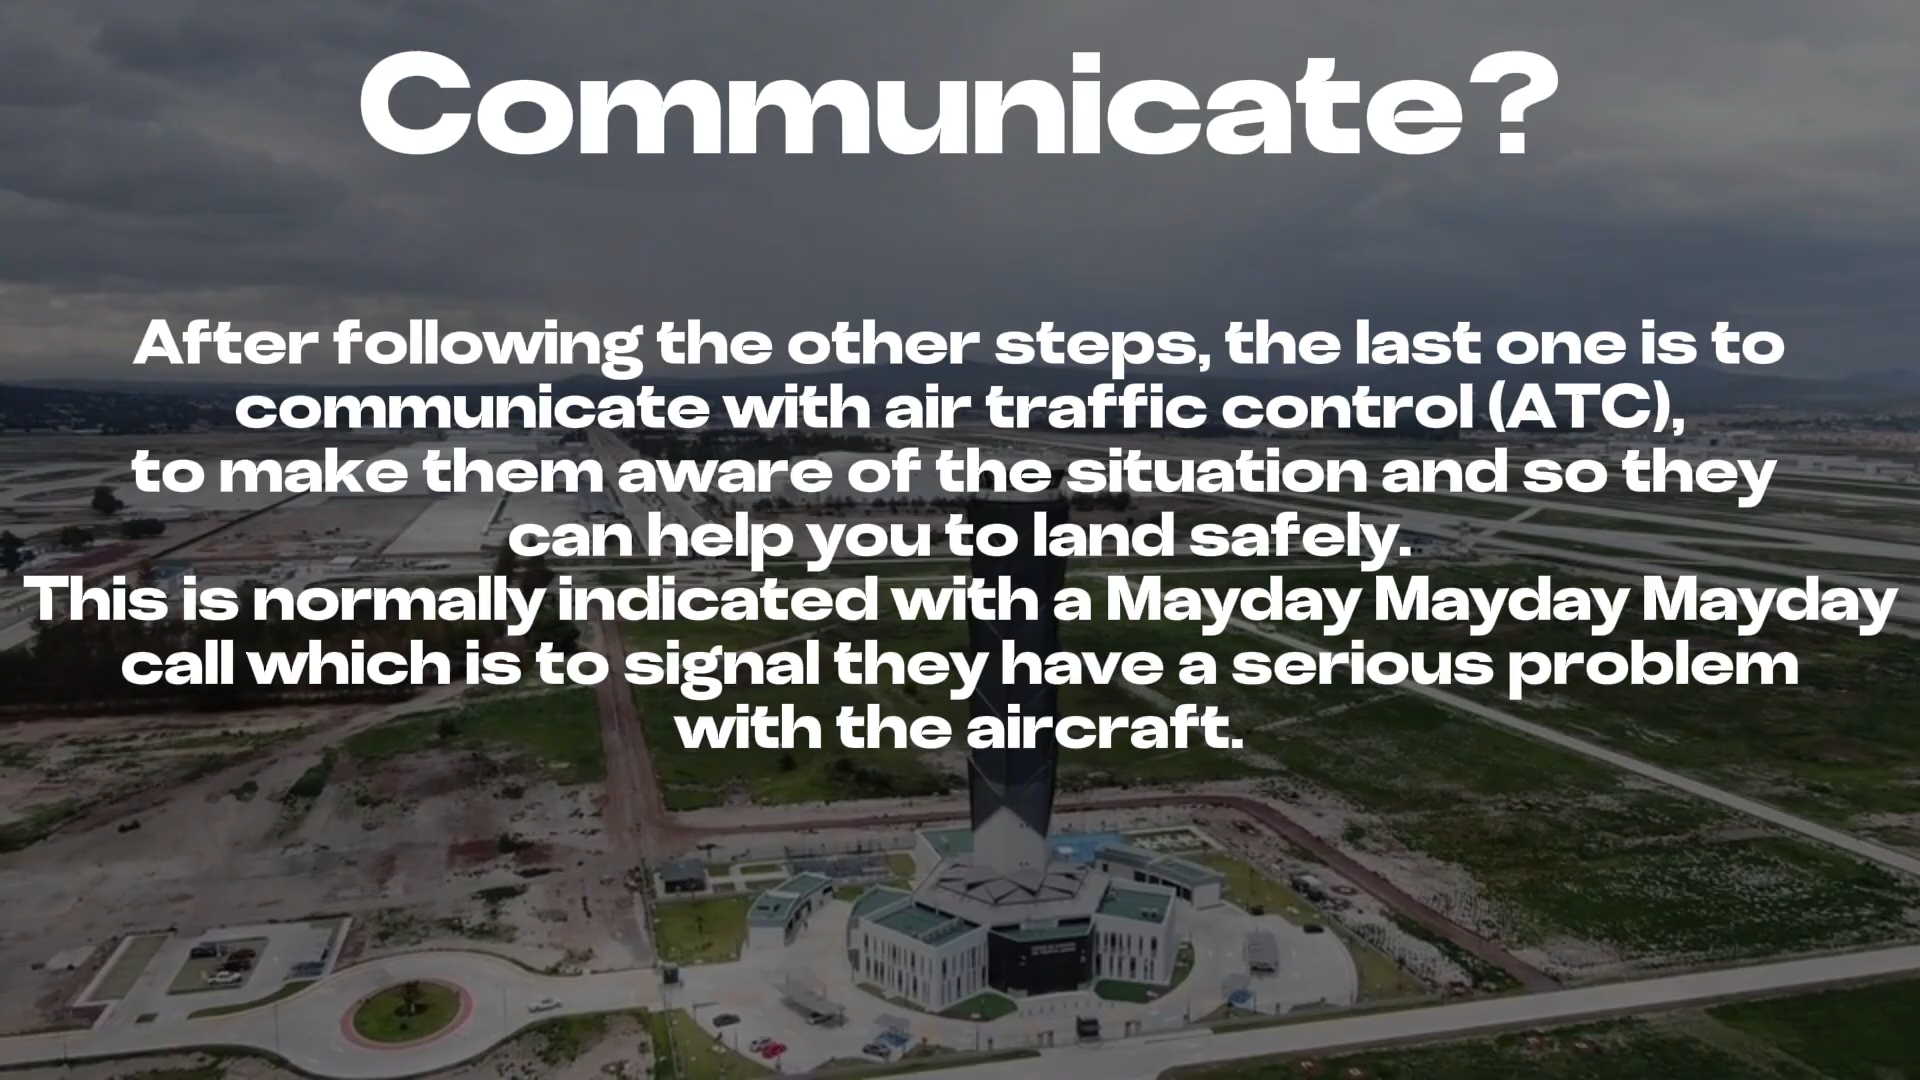 Communicate?
After following the other steps, the last one is to
communicate with air traffic control (ATC),
to make them aware of the situation and so they
can help you to land safely.
This is normally indicated with a Mayday Mayday Mayday
call which is to signal they have a serious problem
with the aircraft.